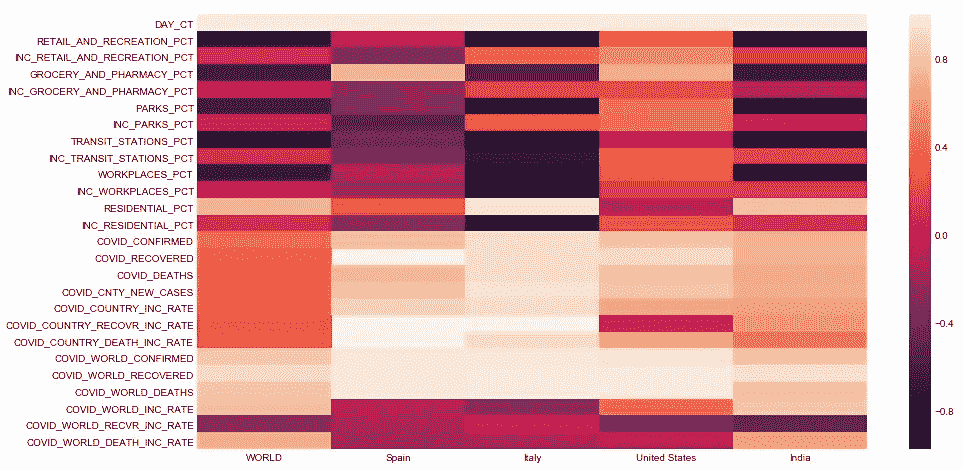 DAY_CT
RETAIL_AND_RECREATION_PCT
INC_RETAIL_AND_RECREATION_PCT
GROCERY_AND_PHARMACY_PCT
INC_GROCERY_AND_PHARMACY_PCT
PARKS_PCT
INC_PARKS_PCT
TRANSIT_STATIONS_PCT
INC_TRANSIT_STATIONS_PCT
WORKPLACES_PCT
INC_WORKPLACES_PCT
RESIDENTIAL_PCT
INC_RESIDENTIAL_PCT
COVID_CONFIRMED
COVID_RECOVERED
COVID_DEATHS
COVID_CNTY_NEW_CASES
COVID_COUNTRY_INC_RATE
COVID_COUNTRY_RECOVR_INC_RATE
COVID_COUNTRY_DEATH_INC_RATE
COVID_WORLD_CONFIRMED
COVID_WORLD_RECOVERED
COVID_WORLD_DEATHS
COVID_WORLD_INC_RATE
COVID_WORLD_RECVR_INC_RATE
COVID_WORLD_DEATH_INC_RATE
WORLD Spain Italy United States India
0.8
0.4
0.0
−0.4
−0.8